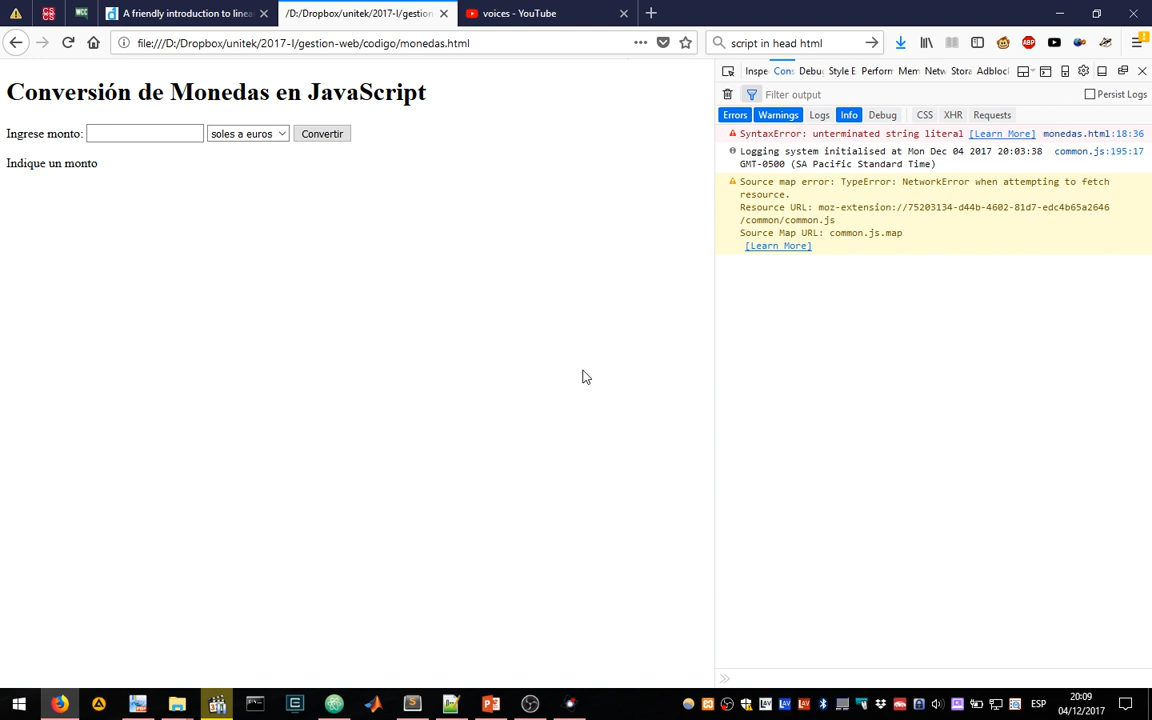 A friendly introduction to linea
/D:/Dropbox/unitek/2017-I/gestion
voices - YouTube
file:///D:/Dropbox/unitek/2017-I/gestion-web/codigo/monedas.html
script in head html
Conversión de Monedas en JavaScript
Ingrese monto: soles a euros Convertir
Indique un monto
Inspe Cons Debug Style E Perform Mem Netw Stora Adbloc
Filter output Persist Logs
Errors Warnings Logs Info Debug CSS XHR Requests
SyntaxError: unterminated string literal [Learn More] monedas.html:18:36
Logging system initialised at Mon Dec 04 2017 20:03:38 common.js:195:17
GMT-0500 (SA Pacific Standard Time)
Source map error: TypeError: NetworkError when attempting to fetch
resource.
Resource URL: moz-extension://75203134-d44b-4602-81d7-edc4b65a2646
/common/common.js
Source Map URL: common.js.map
[Learn More]
ESP
20:09
04/12/2017